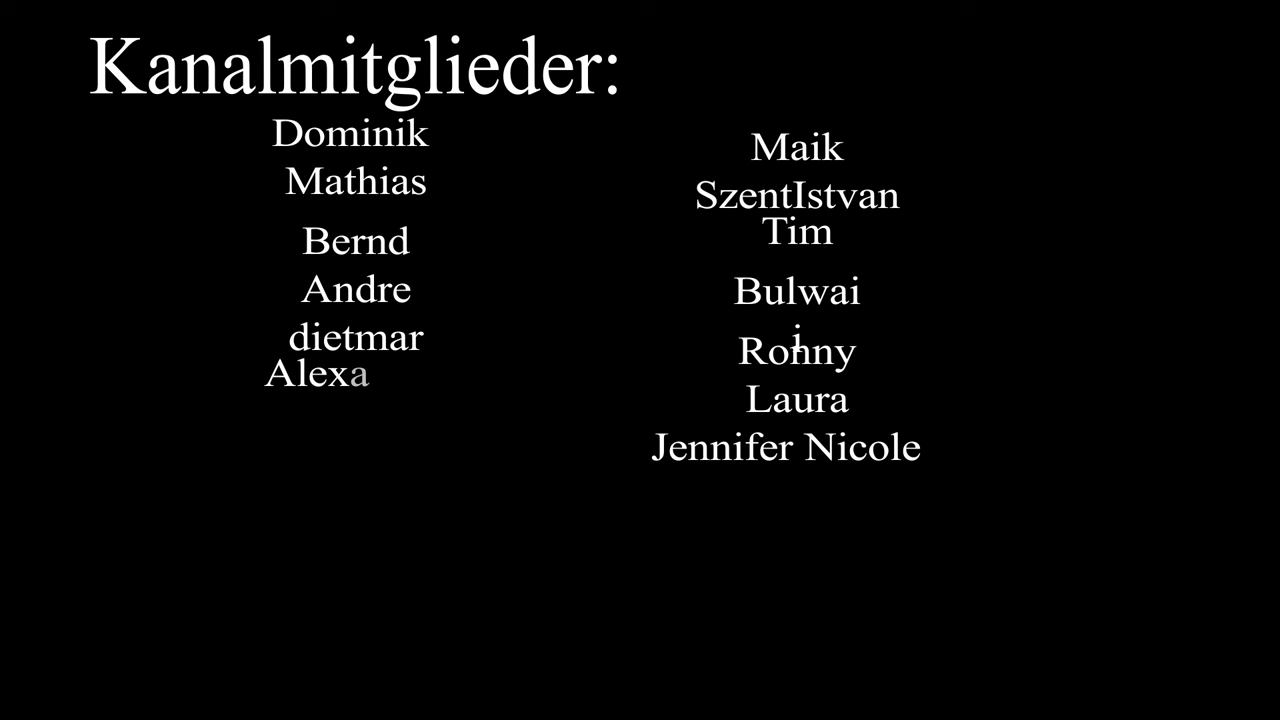 Kanalmitglieder:
Dominik
Mathias
Bernd
Andre
dietmar
Alexa
Maik
SzentIstvan
Tim
Bulwai
i
Ronny
Laura
Jennifer Nicole